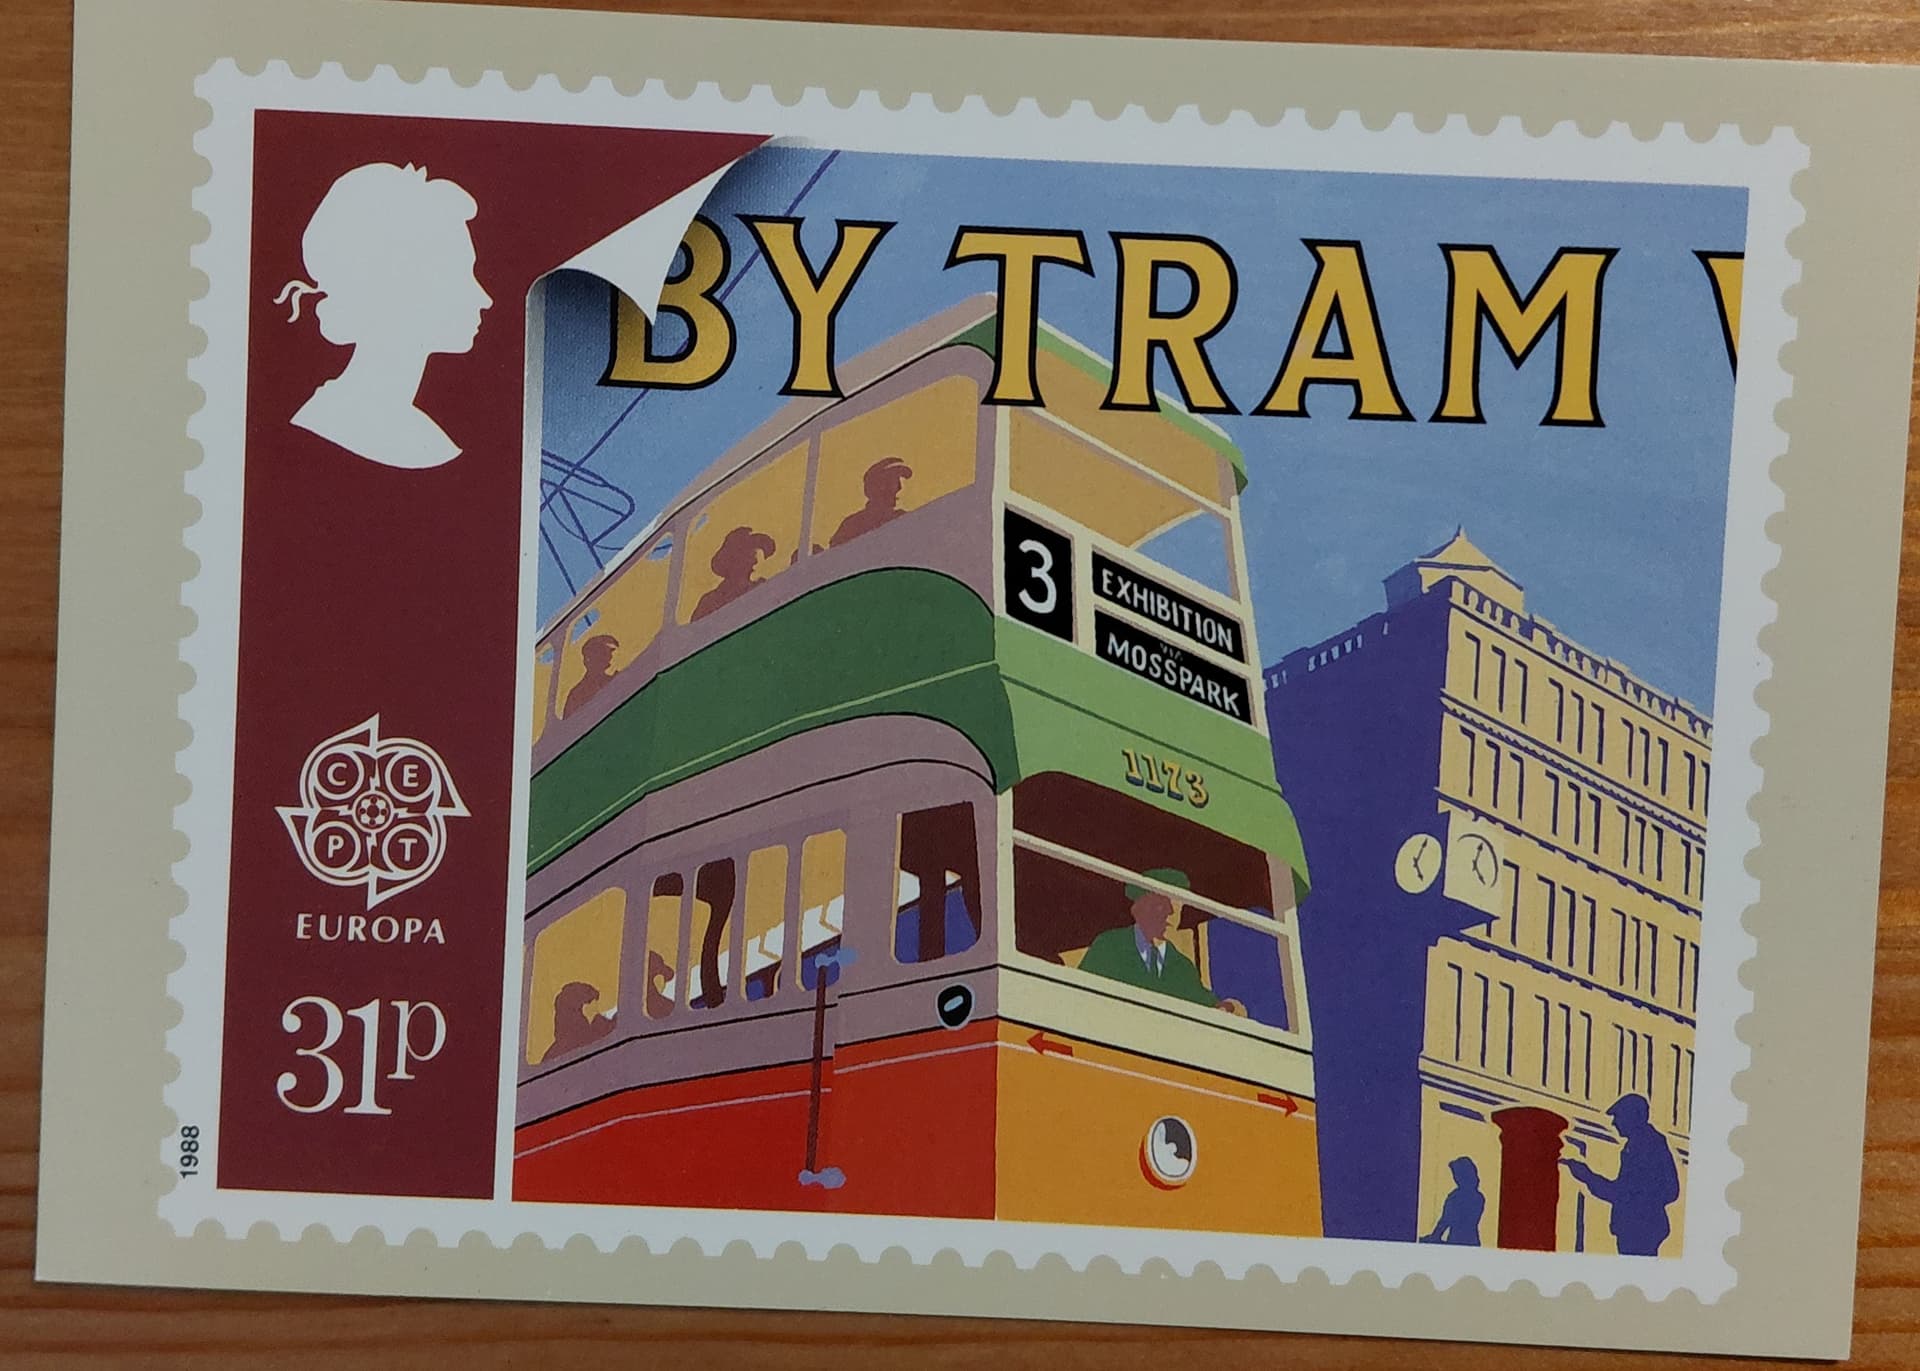 BY TRAM
3
EXHIBITION
VIA
MOSSPARK
1173
C E
P T
EUROPA
31p
1988